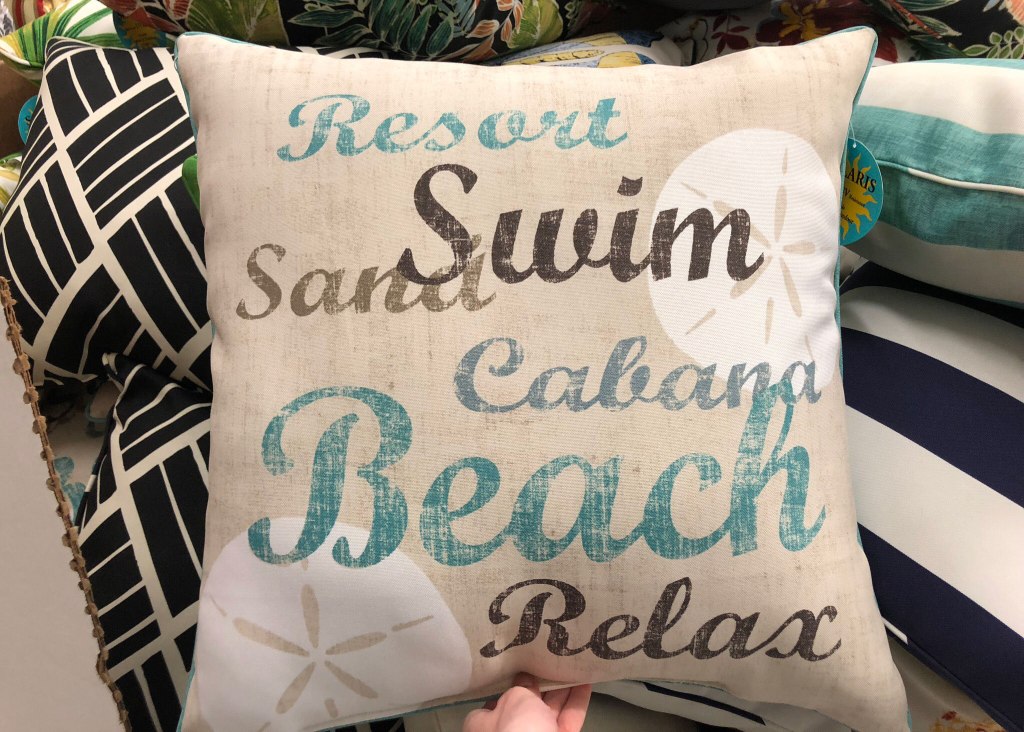 Resort
Swim
Sand
Cabana
Beach
Relax